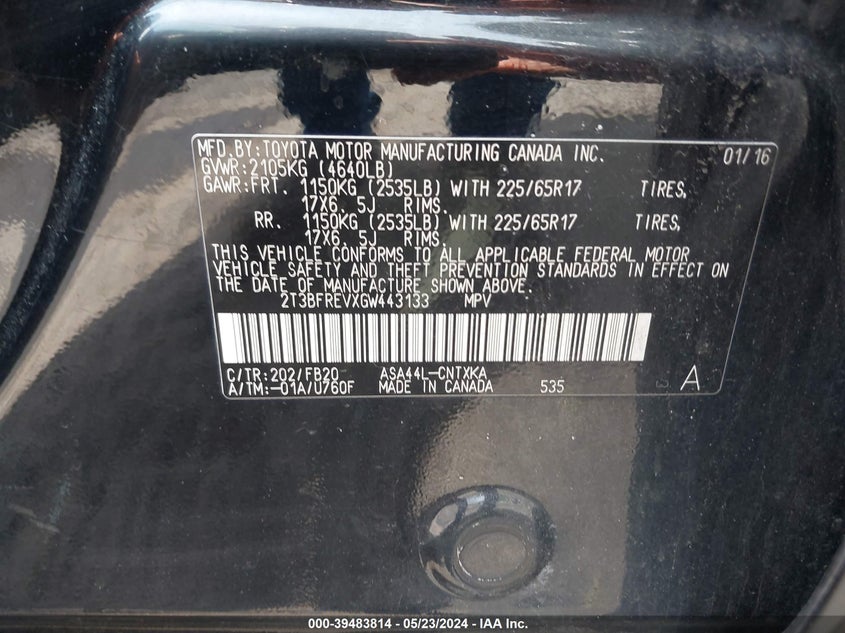 MFD.BY:TOYOTA MOTOR MANUFACTURING CANADA INC. 01/16
GVWR:2105KG (4640LB)
GAWR:FRT. 1150KG (2535LB) WITH 225/65R17 TIRES,
17X6. 5J RIMS.
RR. 1150KG (2535LB) WITH 225/65R17 TIRES,
17X6. 5J RIMS.
THIS VEHICLE CONFORMS TO ALL APPLICABLE FEDERAL MOTOR
VEHICLE SAFETY AND THEFT PREVENTION STANDARDS IN EFFECT ON
THE DATE OF MANUFACTURE SHOWN ABOVE.
2T3BFREVXGW443133 MPV
C/TR:202/FB20 ASA44L-CNTXKA
A/TM:-01A/U760F MADE IN CANADA 535 A
000-39483814 - 05/23/2024 - IAA Inc.